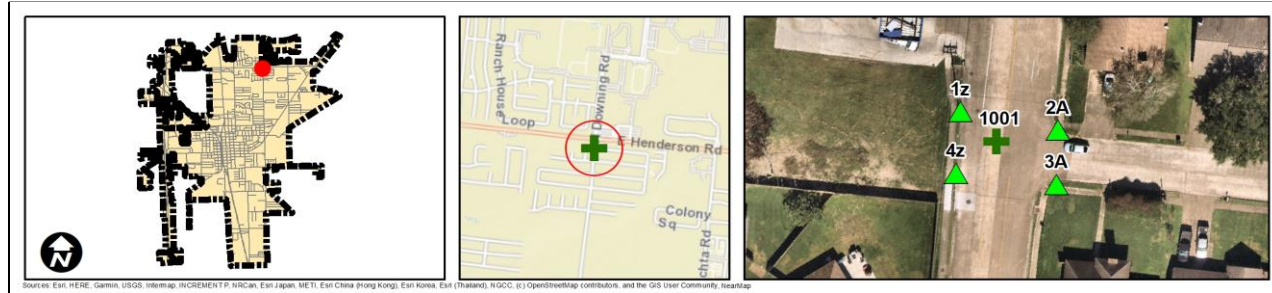 N
Ranch House
Downing Rd
Loop
E Henderson Rd
Colony
Sq
chta Rd
1z
1001
2A
4z
3A
Sources: Esri, HERE, Garmin, USGS, Intermap, INCREMENT P, NRCan, Esri Japan, METI, Esri China (Hong Kong), Esri Korea, Esri (Thailand), NGCC, (c) OpenStreetMap contributors, and the GIS User Community, NearMap